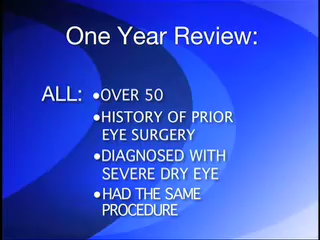 One Year Review:
ALL: •OVER 50
•HISTORY OF PRIOR
EYE SURGERY
•DIAGNOSED WITH
SEVERE DRY EYE
•HAD THE SAME
PROCEDURE